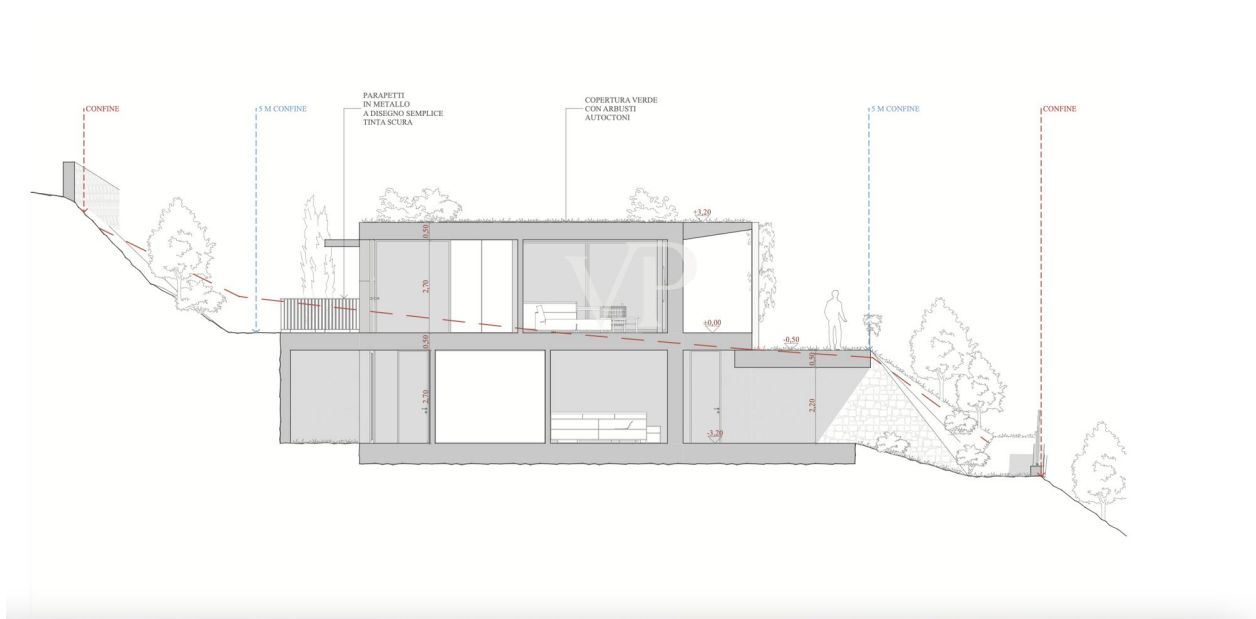 CONFINE
5 M CONFINE
PARAPETTI
IN METALLO
A DISEGNO SEMPLICE
TINTA SCURA
COPERTURA VERDE
CON ARBUSTI
AUTOCTONI
5 M CONFINE
CONFINE
+3,20
0,50
2,70
VP
±0,00
-0,50
0,50
0,50
2,70
2,20
-3,20